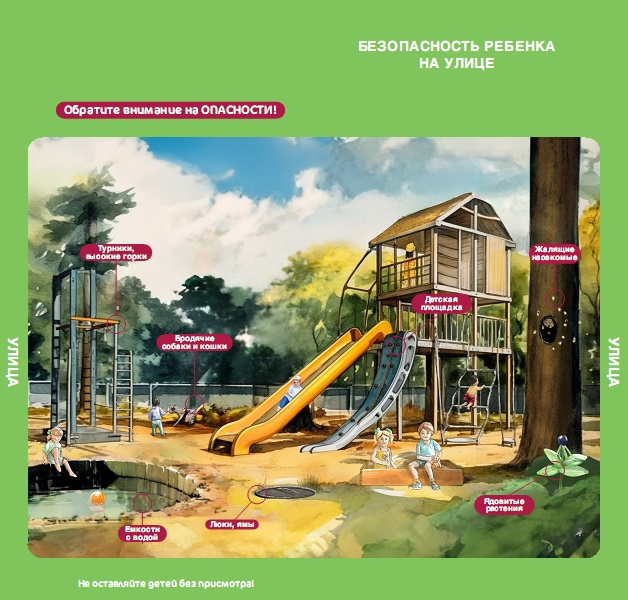 БЕЗОПАСНОСТЬ РЕБЕНКА
НА УЛИЦЕ
Обратите внимание на ОПАСНОСТИ!
Турники,
высокие горки
Жалящие
насекомые
Детская
площадка
Бродячие
собаки и кошки
УЛИЦА
УЛИЦА
Ядовитые
растения
Люки, ямы
Емкости
с водой
Не оставляйте детей без присмотра!